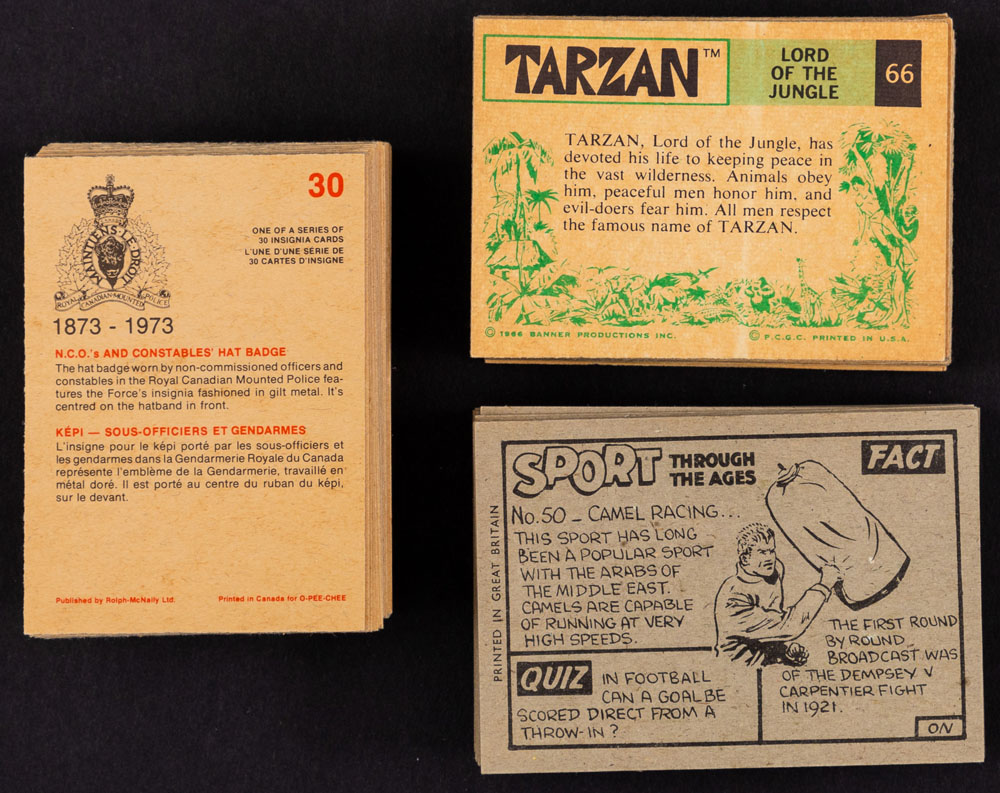 30
ONE OF A SERIES OF
30 INSIGNIA CARDS
L'UNE D'UNE SERIE DE
30 CARTES D'INSIGNE
MAINTIENS LE DROIT
ROYAL CANADIAN MOUNTED POLICE
1873 - 1973
N.C.O.'s AND CONSTABLES' HAT BADGE
The hat badge worn by non-commissioned officers and
constables in the Royal Canadian Mounted Police fea-
tures the Force's insignia fashioned in gilt metal. It's
centred on the hatband in front.
KÉPI — SOUS-OFFICIERS ET GENDARMES
L'insigne pour le képi porté par les sous-officiers et
les gendarmes dans la Gendarmerie Royale du Canada
représente l'emblème de la Gendarmerie, travaillé en
métal doré. Il est porté au centre du ruban du képi,
sur le devant.
Published by Rolph-McNally Ltd. Printed in Canada for O-PEE-CHEE
TARZAN™
LORD
OF THE
JUNGLE
66
TARZAN, Lord of the Jungle, has
devoted his life to keeping peace in
the vast wilderness. Animals obey
him, peaceful men honor him, and
evil-doers fear him. All men respect
the famous name of TARZAN.
© 1966 BANNER PRODUCTIONS INC. © P.C.G.C. PRINTED IN U.S.A.
SPORT THROUGH
THE AGES
FACT
No. 50 – CAMEL RACING...
THIS SPORT HAS LONG
BEEN A POPULAR SPORT
WITH THE ARABS OF
THE MIDDLE EAST.
CAMELS ARE CAPABLE
OF RUNNING AT VERY
HIGH SPEEDS.
PRINTED IN GREAT BRITAIN
QUIZ IN FOOTBALL
CAN A GOAL BE
SCORED DIRECT FROM A
THROW-IN ?
THE FIRST ROUND
BY ROUND
BROADCAST WAS
OF THE DEMPSEY V
CARPENTIER FIGHT
IN 1921.
ON